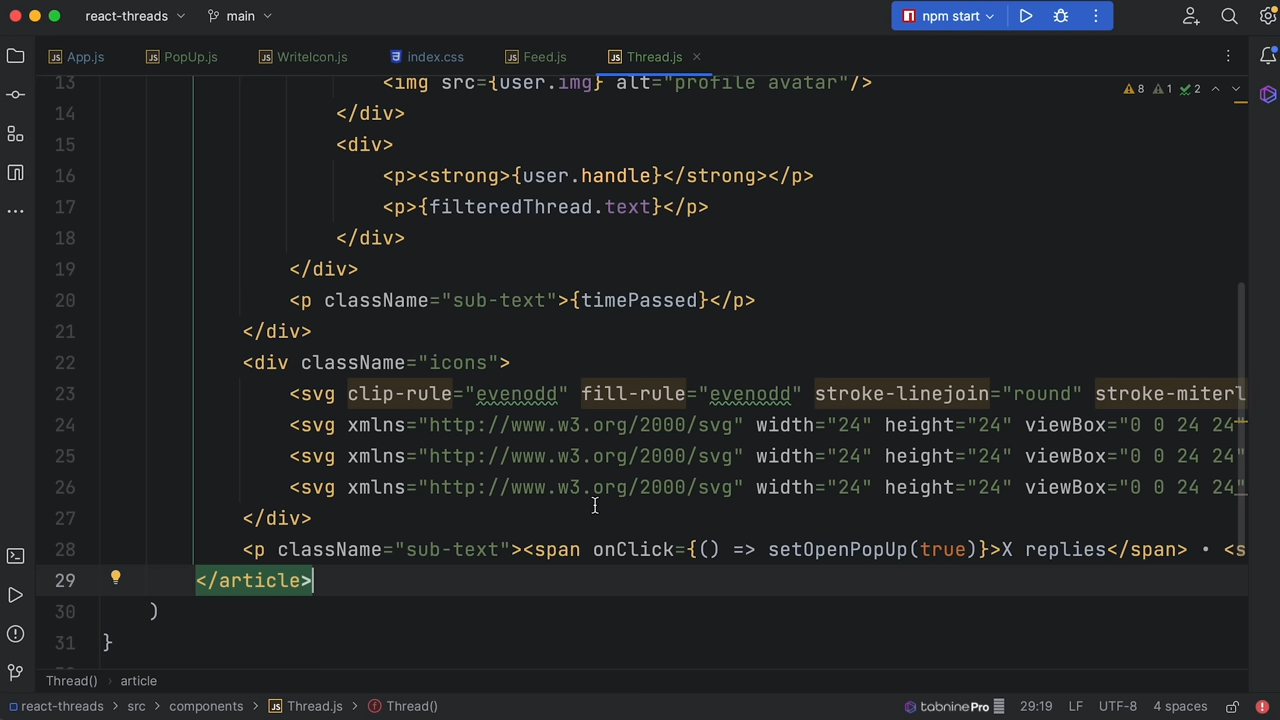 react-threads
main
npm start
App.js
PopUp.js
WriteIcon.js
index.css
Feed.js
Thread.js
8 1 2
13 <img src={user.img} alt="profile avatar"/>
14 </div>
15 <div>
16 <p><strong>{user.handle}</strong></p>
17 <p>{filteredThread.text}</p>
18 </div>
19 </div>
20 <p className="sub-text">{timePassed}</p>
21 </div>
22 <div className="icons">
23 <svg clip-rule="evenodd" fill-rule="evenodd" stroke-linejoin="round" stroke-miterl
24 <svg xmlns="http://www.w3.org/2000/svg" width="24" height="24" viewBox="0 0 24 24"
25 <svg xmlns="http://www.w3.org/2000/svg" width="24" height="24" viewBox="0 0 24 24"
26 <svg xmlns="http://www.w3.org/2000/svg" width="24" height="24" viewBox="0 0 24 24"
27 </div>
28 <p className="sub-text"><span onClick={() => setOpenPopUp(true)}>X replies</span> • <s
29 </article>
30 )
31 }
Thread() › article
react-threads > src > components > Thread.js > Thread()
tabnine Pro
29:19 LF UTF-8 4 spaces